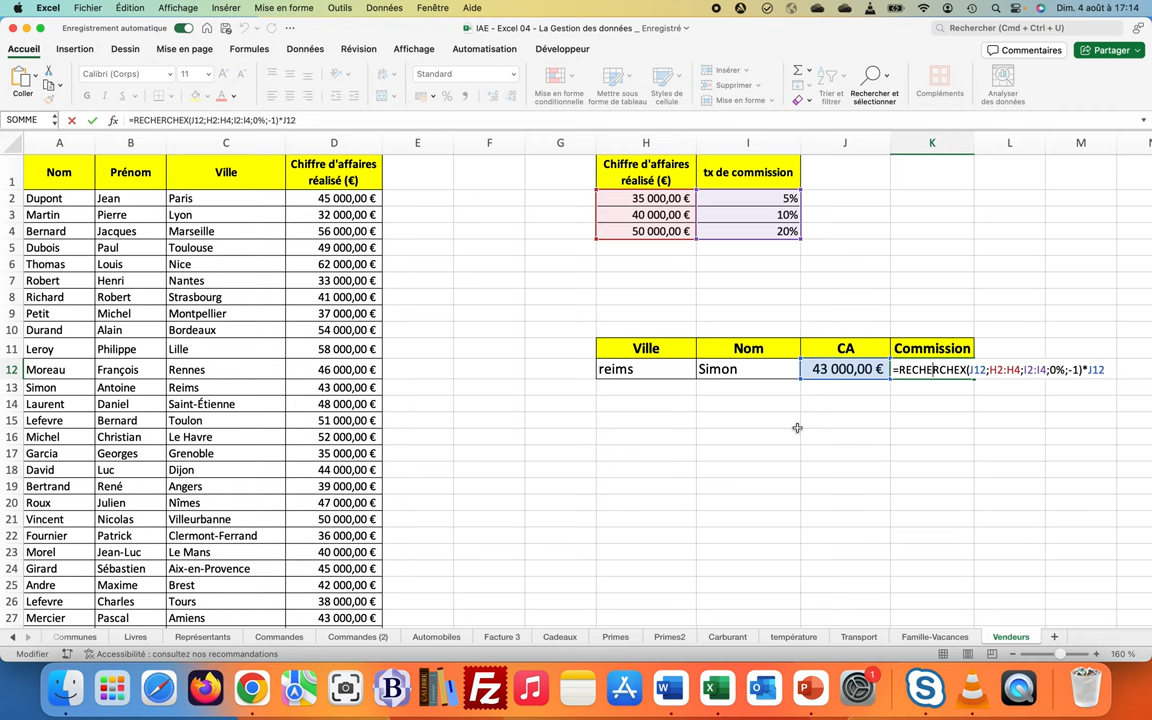 Excel Fichier Édition Affichage Insertion Mise en forme Outils Données Fenêtre Aide Dim. 4 août à 17:14
Enregistrement automatique IAE - Excel 04 - La Gestion des données _ Enregistré Rechercher (Cmd + Ctrl + U)
Accueil Insertion Dessin Mise en page Formules Données Révision Affichage Automatisation Développeur Commentaires Partager
Coller Calibri (Corps) 11 Standard Mise en forme conditionnelle Mettre sous forme de tableau Styles de cellule Insérer Supprimer Mise en forme Trier et filtrer Rechercher et sélectionner Compléments Analyser des données
SOMME fx =RECHERCHEX(J12;H2:H4;I2:I4;0%;-1)*J12
A B C D E F G H I J K L M N
1 Nom Prénom Ville Chiffre d'affaires réalisé (€) Chiffre d'affaires réalisé (€) tx de commission
2 Dupont Jean Paris 45 000,00 € 35 000,00 € 5%
3 Martin Pierre Lyon 32 000,00 € 40 000,00 € 10%
4 Bernard Jacques Marseille 56 000,00 € 50 000,00 € 20%
5 Dubois Paul Toulouse 49 000,00 €
6 Thomas Louis Nice 62 000,00 €
7 Robert Henri Nantes 33 000,00 €
8 Richard Robert Strasbourg 41 000,00 €
9 Petit Michel Montpellier 37 000,00 €
10 Durand Alain Bordeaux 54 000,00 €
11 Leroy Philippe Lille 58 000,00 € Ville Nom CA Commission
12 Moreau François Rennes 46 000,00 € reims Simon 43 000,00 € =RECHERCHEX(J12;H2:H4;I2:I4;0%;-1)*J12
13 Simon Antoine Reims 43 000,00 €
14 Laurent Daniel Saint-Étienne 48 000,00 €
15 Lefevre Bernard Toulon 51 000,00 €
16 Michel Christian Le Havre 52 000,00 €
17 Garcia Georges Grenoble 35 000,00 €
18 David Luc Dijon 44 000,00 €
19 Bertrand René Angers 39 000,00 €
20 Roux Julien Nîmes 47 000,00 €
21 Vincent Nicolas Villeurbanne 50 000,00 €
22 Fournier Patrick Clermont-Ferrand 36 000,00 €
23 Morel Jean-Luc Le Mans 40 000,00 €
24 Girard Sébastien Aix-en-Provence 45 000,00 €
25 Andre Maxime Brest 42 000,00 €
26 Lefevre Charles Tours 38 000,00 €
27 Mercier Pascal Amiens 43 000,00 €
Communes Livres Représentants Commandes Commandes (2) Automobiles Facture 3 Cadeaux Primes Primes2 Carburant température Transport Famille-Vacances Vendeurs
Modifier Accessibilité : consultez nos recommandations 160 %